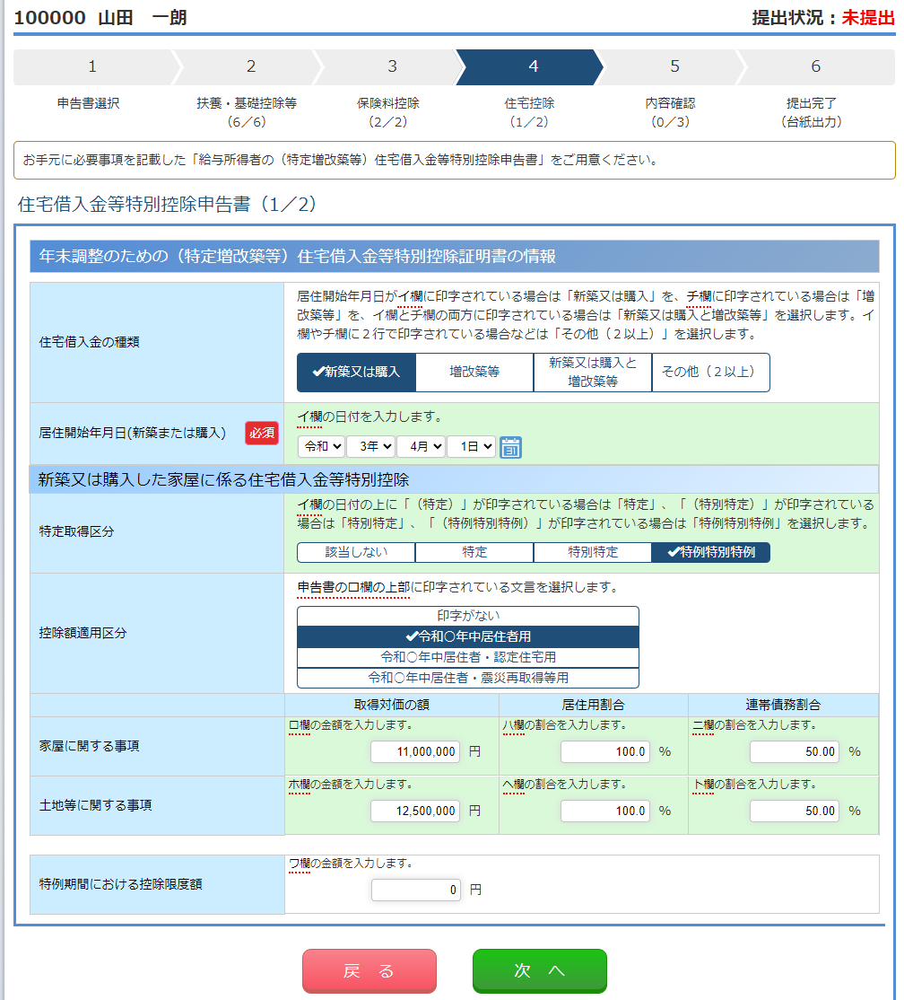 100000 山田　一朗
提出状況：未提出
1 2 3 4 5 6
申告書選択 扶養・基礎控除等 保険料控除 住宅控除 内容確認 提出完了
（6／6） （2／2） （1／2） （0／3） （台紙出力）
お手元に必要事項を記載した「給与所得者の（特定増改築等）住宅借入金等特別控除申告書」をご用意ください。
住宅借入金等特別控除申告書（1／2）
年末調整のための（特定増改築等）住宅借入金等特別控除証明書の情報
住宅借入金の種類
居住開始年月日がイ欄に印字されている場合は「新築又は購入」を、チ欄に印字されている場合は「増
改築等」を、イ欄とチ欄の両方に印字されている場合は「新築又は購入と増改築等」を選択します。イ
欄やチ欄に２行で印字されている場合などは「その他（２以上）」を選択します。
✔新築又は購入 増改築等 新築又は購入と
増改築等 その他（２以上）
居住開始年月日(新築または購入) 必須
イ欄の日付を入力します。
令和 3年 4月 1日 31
新築又は購入した家屋に係る住宅借入金等特別控除
特定取得区分
イ欄の日付の上に「（特定）」が印字されている場合は「特定」、「（特別特定）」が印字されている
場合は「特別特定」、「（特例特別特例）」が印字されている場合は「特例特別特例」を選択します。
該当しない 特定 特別特定 ✔特例特別特例
控除額適用区分
申告書のロ欄の上部に印字されている文言を選択します。
印字がない
✔令和○年中居住者用
令和○年中居住者・認定住宅用
令和○年中居住者・震災再取得等用
取得対価の額 居住用割合 連帯債務割合
家屋に関する事項
ロ欄の金額を入力します。 ハ欄の割合を入力します。 ニ欄の割合を入力します。
11,000,000 円 100.0 ％ 50.00 ％
土地等に関する事項
ホ欄の金額を入力します。 ヘ欄の割合を入力します。 ト欄の割合を入力します。
12,500,000 円 100.0 ％ 50.00 ％
特例期間における控除限度額
ワ欄の金額を入力します。
0 円
戻　る 次　へ